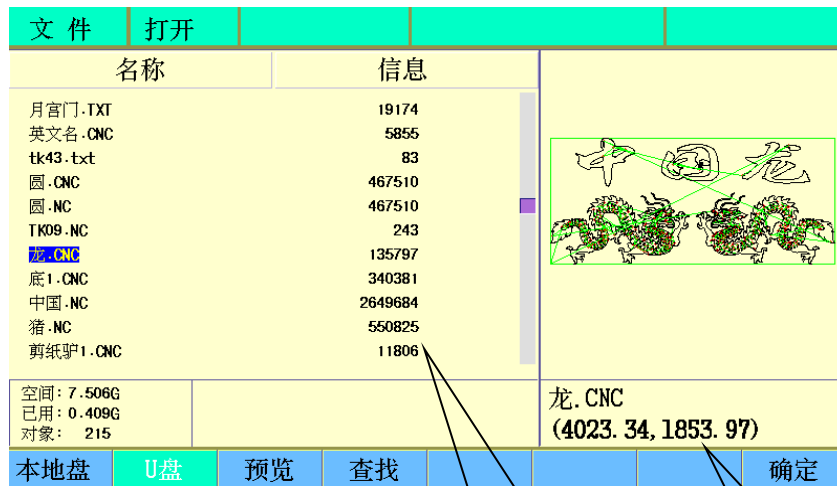 文 件 打开
名称 信息
月宫门.TXT 19174
英文名.CNC 5855
tk43.txt 83
圆.CNC 467510
圆.NC 467510
TK09.NC 243
龙.CNC 135797
底1.CNC 340381
中国.NC 2649684
猪.NC 550825
剪纸驴1.CNC 11806
中国龙
空间: 7.506G
已用: 0.409G
对象: 215
龙.CNC
(4023.34,1853.97)
本地盘 U盘 预览 查找 确定